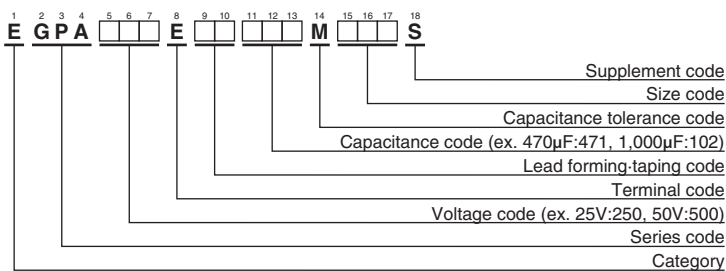 1 2 3 4 5 6 7 8 9 10 11 12 13 14 15 16 17 18
E G P A E M S
Supplement code
Size code
Capacitance tolerance code
Capacitance code (ex. 470µF:471, 1,000µF:102)
Lead forming·taping code
Terminal code
Voltage code (ex. 25V:250, 50V:500)
Series code
Category